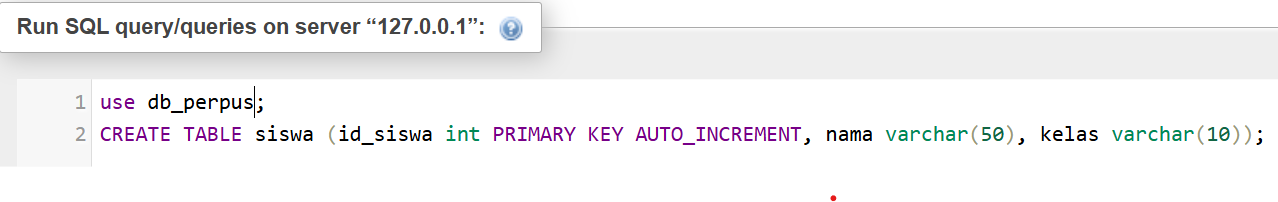 Run SQL query/queries on server “127.0.0.1”:
1 use db_perpus;
2 CREATE TABLE siswa (id_siswa int PRIMARY KEY AUTO_INCREMENT, nama varchar(50), kelas varchar(10));